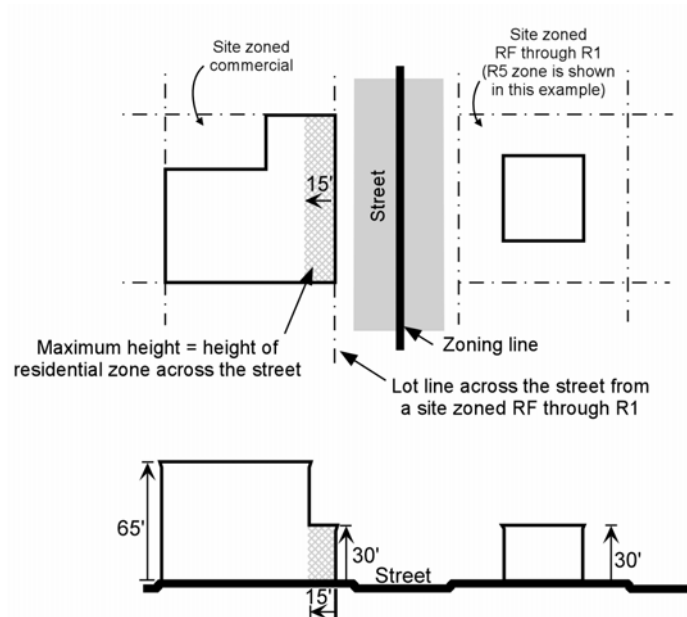 Site zoned
commercial
Site zoned
RF through R1
(R5 zone is shown
in this example)
15'
Street
Maximum height = height of
residential zone across the street
Zoning line
Lot line across the street from
a site zoned RF through R1
65'
30'
Street
30'
15'